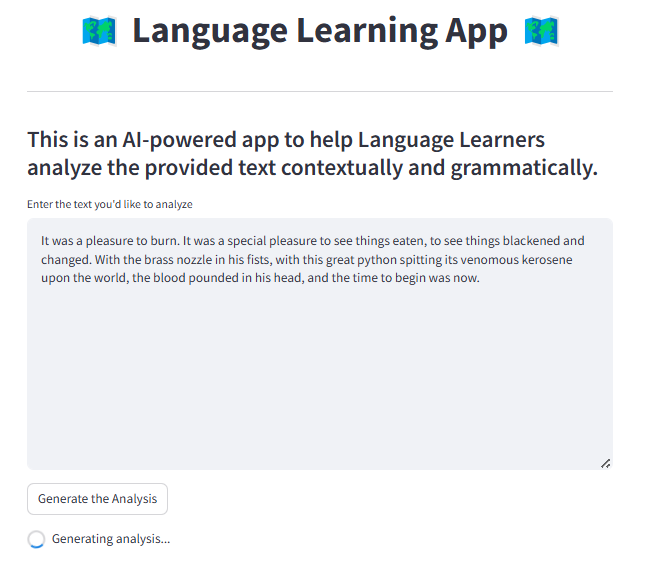 Language Learning App
This is an AI-powered app to help Language Learners
analyze the provided text contextually and grammatically.
Enter the text you'd like to analyze
It was a pleasure to burn. It was a special pleasure to see things eaten, to see things blackened and
changed. With the brass nozzle in his fists, with this great python spitting its venomous kerosene
upon the world, the blood pounded in his head, and the time to begin was now.
Generate the Analysis
Generating analysis...